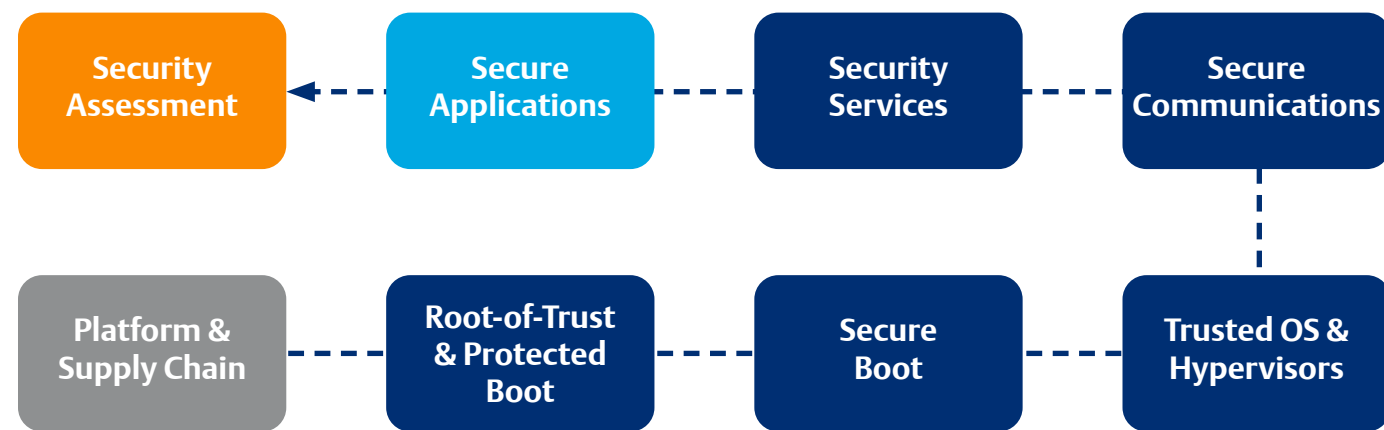 Security
Assessment
Secure
Applications
Security
Services
Secure
Communications
Platform &
Supply Chain
Root-of-Trust
& Protected
Boot
Secure
Boot
Trusted OS &
Hypervisors